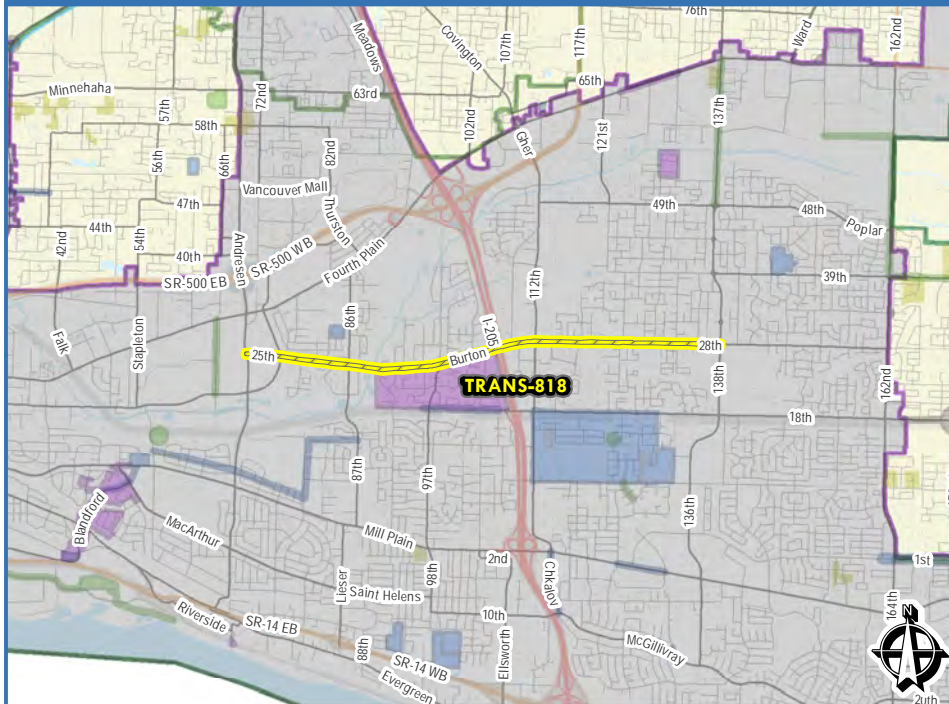 76th
Ward
162nd
Meadows
Covington
107th
117th
65th
Minnehaha
57th
72nd
63rd
137th
58th
102nd
Gher
121st
56th
66th
82nd
Vancouver Mall
47th
Thurston
49th
48th
Poplar
44th
42nd
54th
40th
Andresen
SR-500 WB
Fourth Plain
39th
SR-500 EB
112th
Falk
Stapleton
86th
I-205
25th
Burton
28th
TRANS-818
138th
162nd
18th
87th
97th
Blandford
MacArthur
Mill Plain
136th
2nd
1st
98th
Chkalov
Lieser
Saint Helens
10th
164th
N
Riverside
SR-14 EB
McGillivray
88th
SR-14 WB
Ellsworth
Evergreen